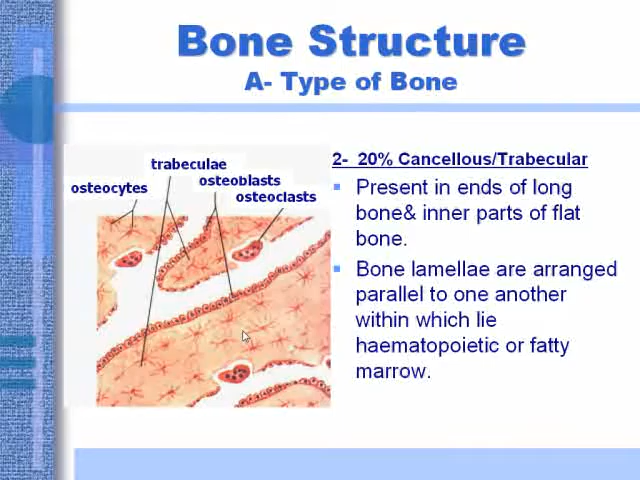 Bone Structure
A- Type of Bone
trabeculae
osteoblasts
osteocytes
osteoclasts
2-  20% Cancellous/Trabecular
Present in ends of long
bone& inner parts of flat
bone.
Bone lamellae are arranged
parallel to one another
within which lie
haematopoietic or fatty
marrow.